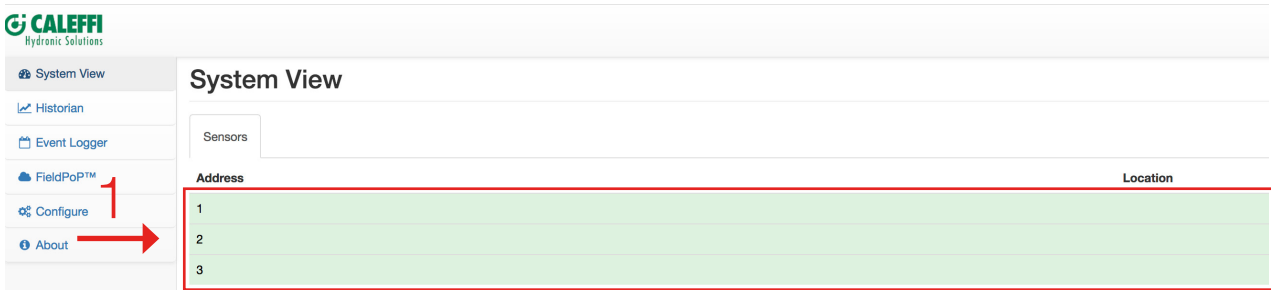 CALEFFI
Hydronic Solutions
System View
Historian
Event Logger
FieldPoP™
Configure
About
1
System View
Sensors
Address Location
1
2
3